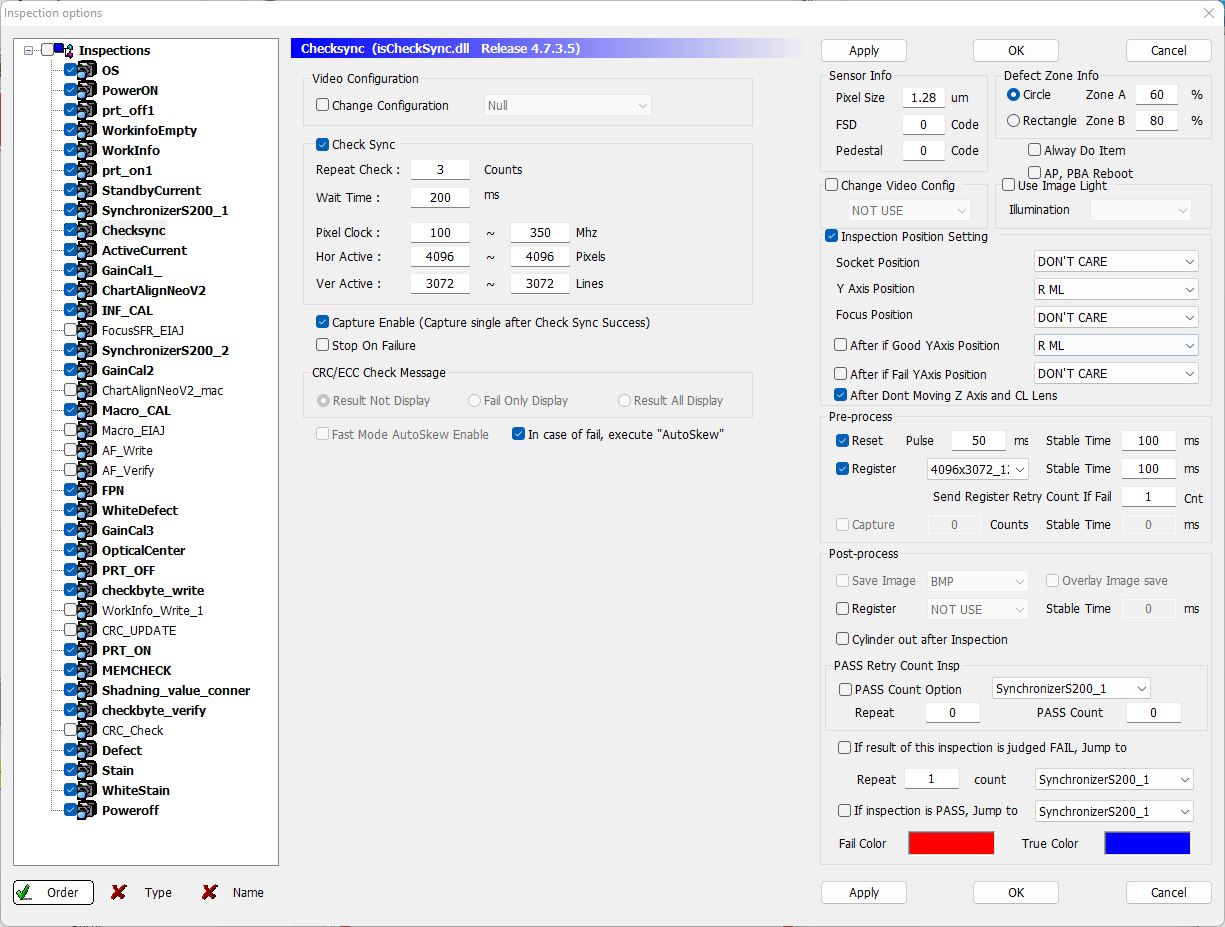 Inspection options
Inspections
OS
PowerON
prt_off1
WorkinfoEmpty
WorkInfo
prt_on1
StandbyCurrent
SynchronizerS200_1
Checksync
ActiveCurrent
GainCal1_
ChartAlignNeoV2
INF_CAL
FocusSFR_EIAJ
SynchronizerS200_2
GainCal2
ChartAlignNeoV2_mac
Macro_CAL
Macro_EIAJ
AF_Write
AF_Verify
FPN
WhiteDefect
GainCal3
OpticalCenter
PRT_OFF
checkbyte_write
WorkInfo_Write_1
CRC_UPDATE
PRT_ON
MEMCHECK
Shadning_value_conner
checkbyte_verify
CRC_Check
Defect
Stain
WhiteStain
Poweroff
Order Type Name
Checksync (isCheckSync.dll Release 4.7.3.5)
Video Configuration
Change Configuration Null
Check Sync
Repeat Check : 3 Counts
Wait Time : 200 ms
Pixel Clock : 100 ~ 350 Mhz
Hor Active : 4096 ~ 4096 Pixels
Ver Active : 3072 ~ 3072 Lines
Capture Enable (Capture single after Check Sync Success)
Stop On Failure
CRC/ECC Check Message
Result Not Display Fail Only Display Result All Display
Fast Mode AutoSkew Enable In case of fail, execute "AutoSkew"
Apply OK Cancel
Sensor Info
Pixel Size 1.28 um
FSD 0 Code
Pedestal 0 Code
Defect Zone Info
Circle Zone A 60 %
Rectangle Zone B 80 %
Alway Do Item
AP, PBA Reboot
Change Video Config
NOT USE
Use Image Light
Illumination
Inspection Position Setting
Socket Position DON'T CARE
Y Axis Position R ML
Focus Position DON'T CARE
After if Good YAxis Position R ML
After if Fail YAxis Position DON'T CARE
After Dont Moving Z Axis and CL Lens
Pre-process
Reset Pulse 50 ms Stable Time 100 ms
Register 4096x3072_1 Stable Time 100 ms
Send Register Retry Count If Fail 1 Cnt
Capture 0 Counts Stable Time 0 ms
Post-process
Save Image BMP Overlay Image save
Register NOT USE Stable Time 0 ms
Cylinder out after Inspection
PASS Retry Count Insp
PASS Count Option SynchronizerS200_1
Repeat 0 PASS Count 0
If result of this inspection is judged FAIL, Jump to
Repeat 1 count SynchronizerS200_1
If inspection is PASS, Jump to SynchronizerS200_1
Fail Color True Color
Apply OK Cancel